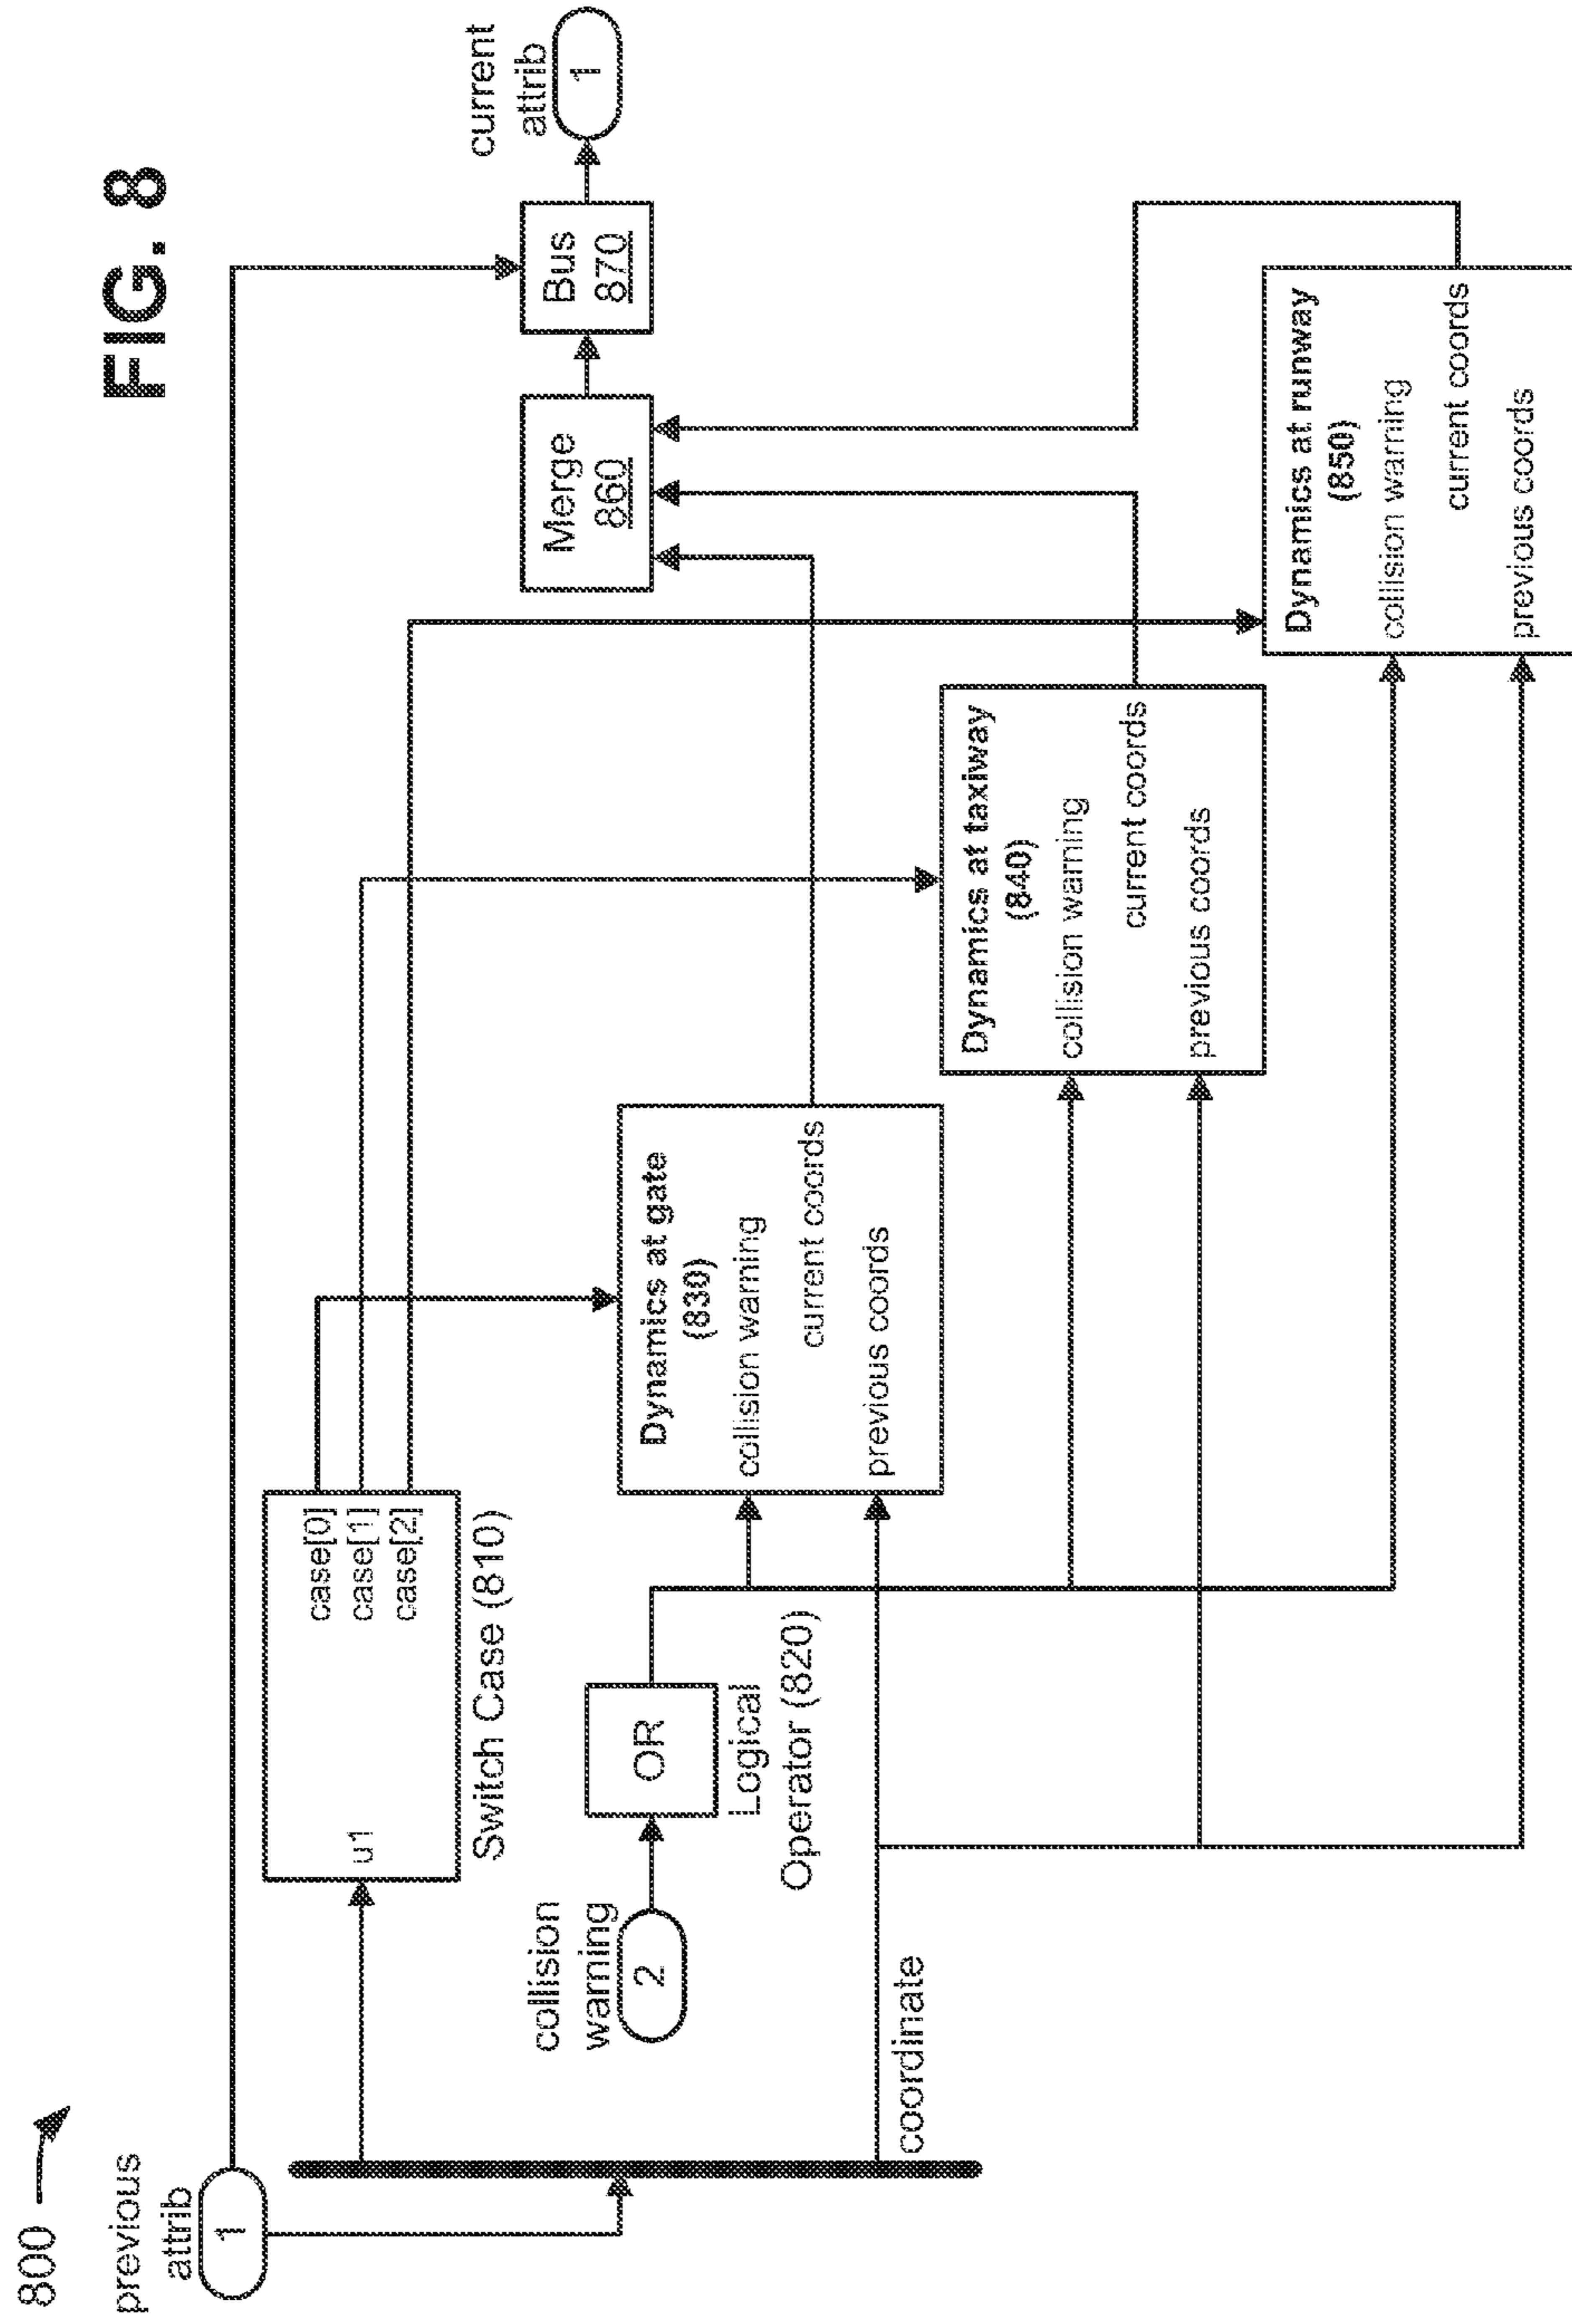 800
FIG. 8
previous
attrib
1
u1
case[0]
case[1]
case[2]
Switch Case (810)
collision
warning
2
OR
Logical
Operator (820)
coordinate
Dynamics at gate
(830)
collision warning
current coords
previous coords
Dynamics at taxiway
(840)
collision warning
current coords
previous coords
Dynamics at runway
(850)
collision warning
current coords
previous coords
Merge
860
Bus
870
current
attrib
1